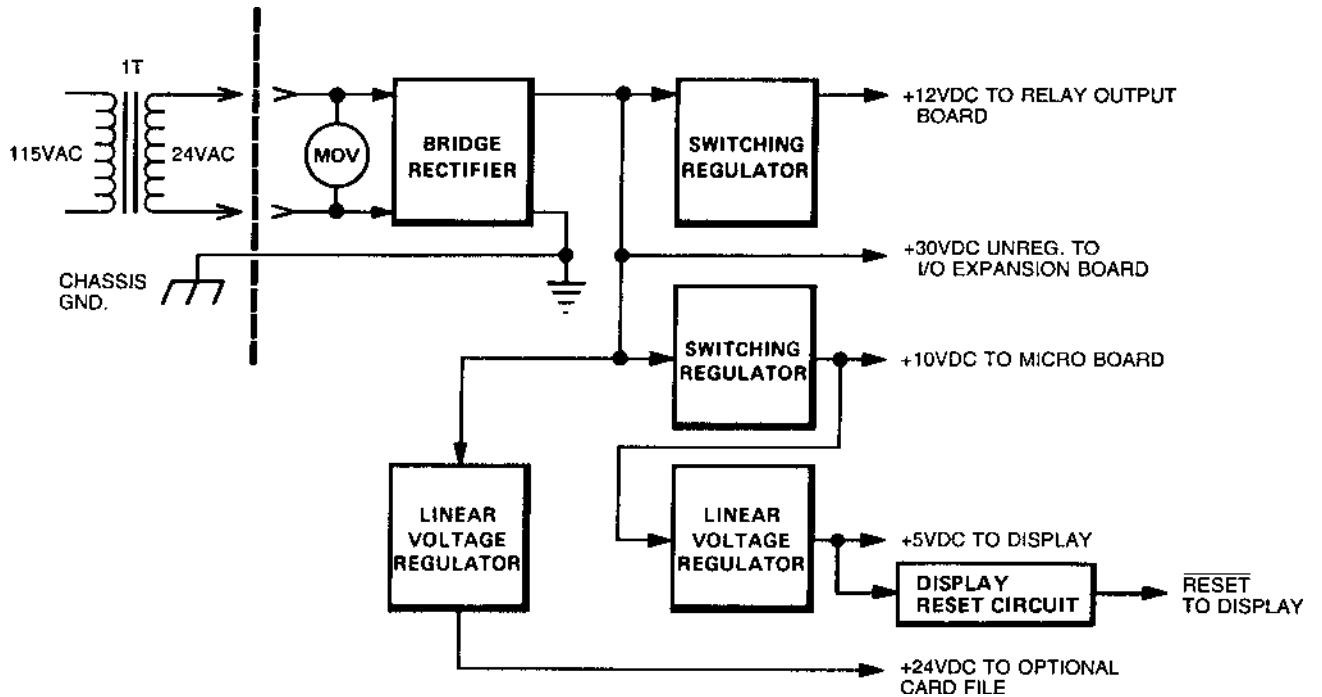 1T
115VAC
24VAC
MOV
BRIDGE
RECTIFIER
SWITCHING
REGULATOR
+12VDC TO RELAY OUTPUT
BOARD
CHASSIS
GND.
+30VDC UNREG. TO
I/O EXPANSION BOARD
SWITCHING
REGULATOR
+10VDC TO MICRO BOARD
LINEAR
VOLTAGE
REGULATOR
LINEAR
VOLTAGE
REGULATOR
+5VDC TO DISPLAY
DISPLAY
RESET CIRCUIT
RESET
TO DISPLAY
+24VDC TO OPTIONAL
CARD FILE